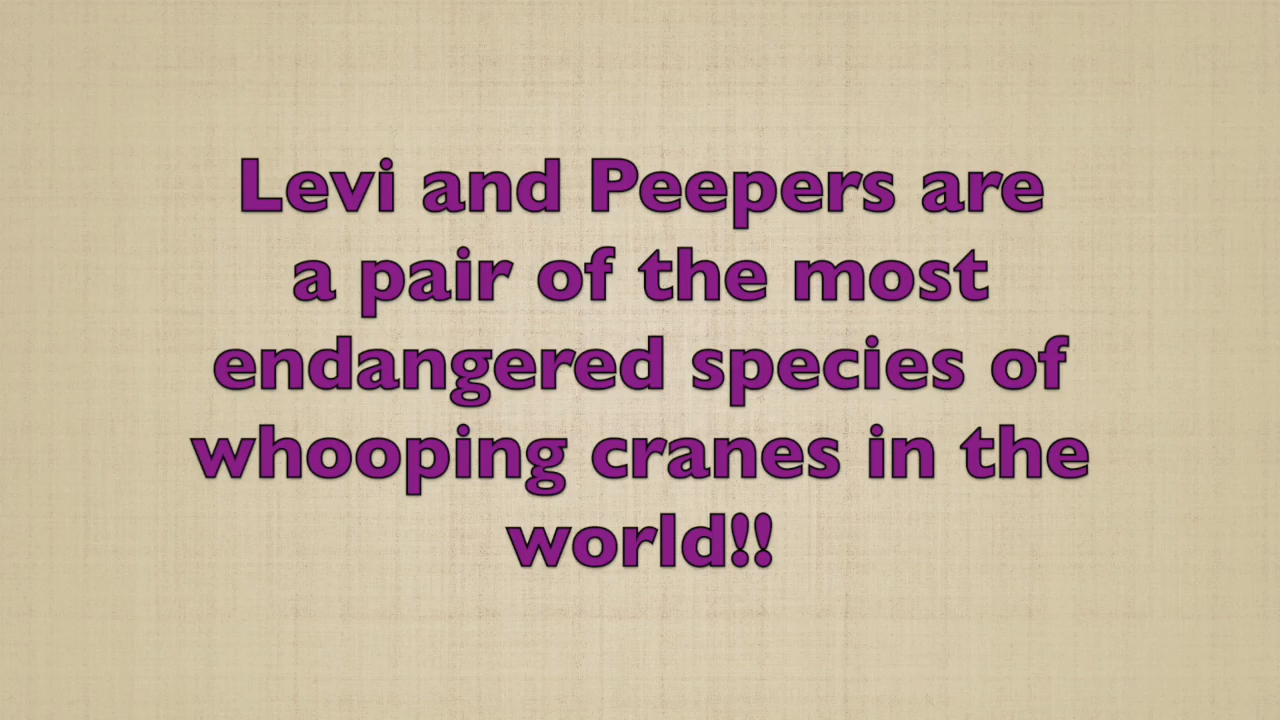 Levi and Peepers are
a pair of the most
endangered species of
whooping cranes in the
world!!